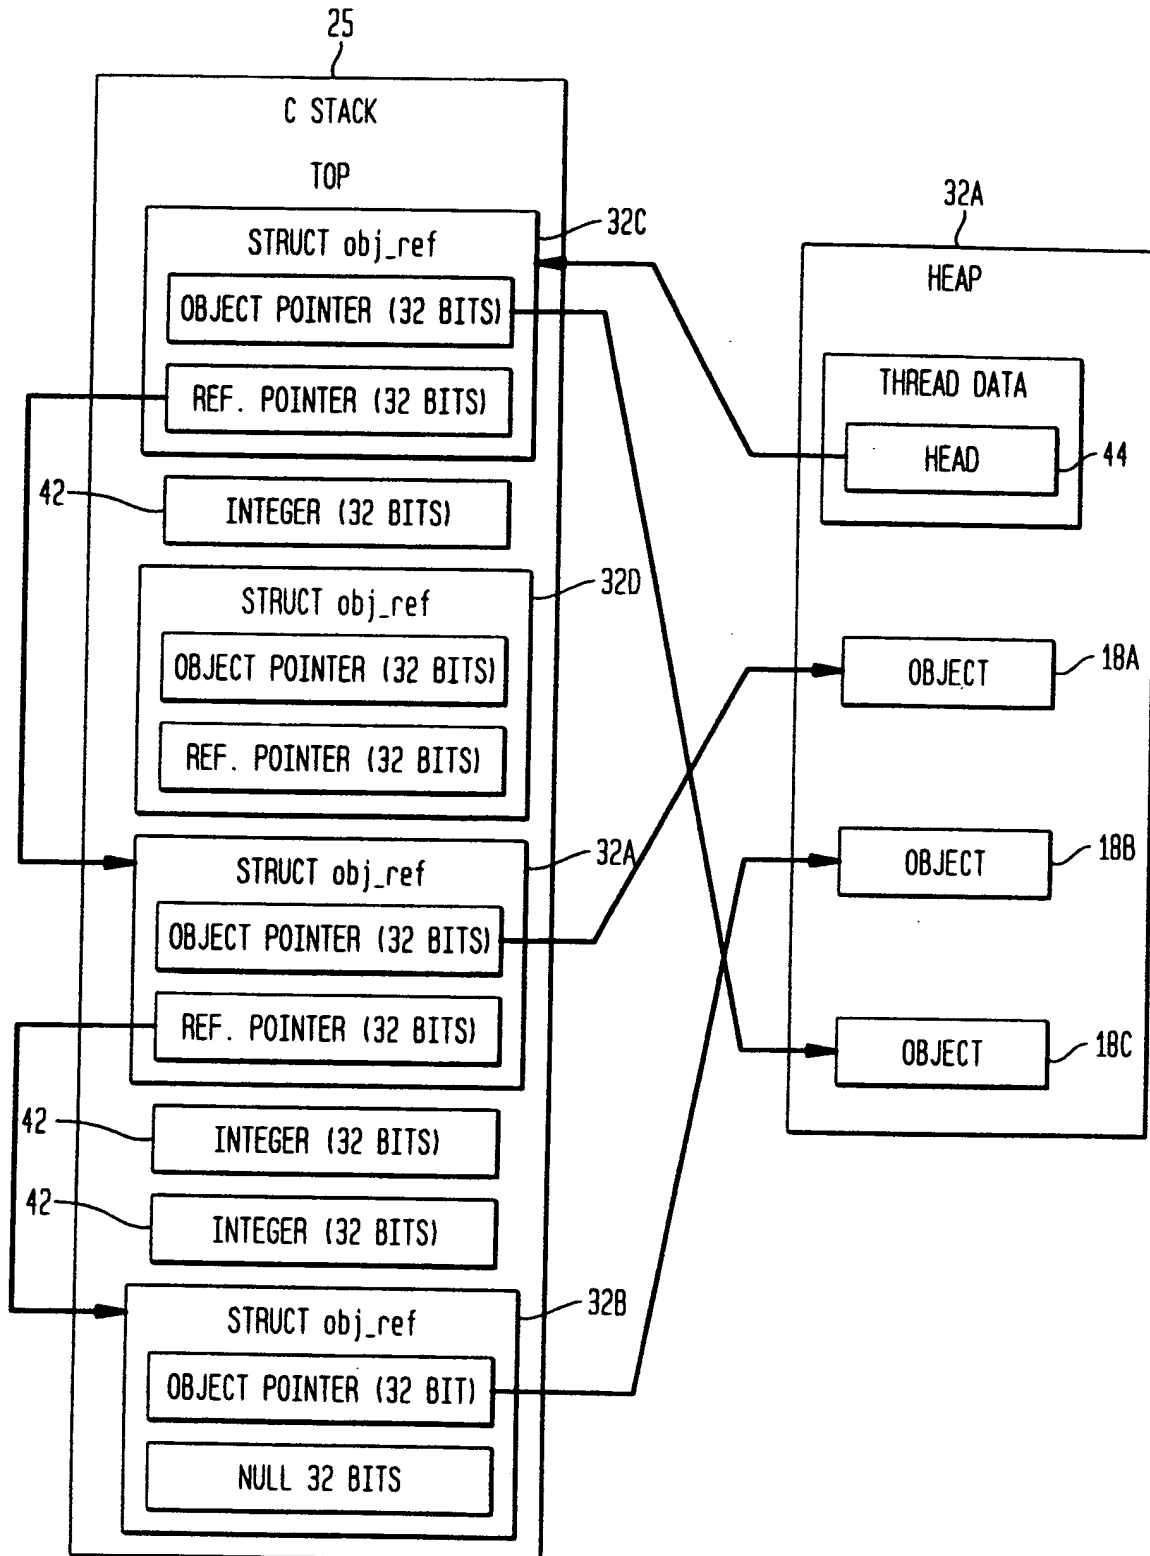 25
C STACK
TOP
32C
STRUCT obj_ref
OBJECT POINTER (32 BITS)
REF. POINTER (32 BITS)
42
INTEGER (32 BITS)
32D
STRUCT obj_ref
OBJECT POINTER (32 BITS)
REF. POINTER (32 BITS)
32A
STRUCT obj_ref
OBJECT POINTER (32 BITS)
REF. POINTER (32 BITS)
42
INTEGER (32 BITS)
42
INTEGER (32 BITS)
32B
STRUCT obj_ref
OBJECT POINTER (32 BIT)
NULL 32 BITS
32A
HEAP
THREAD DATA
HEAD
44
OBJECT
18A
OBJECT
18B
OBJECT
18C